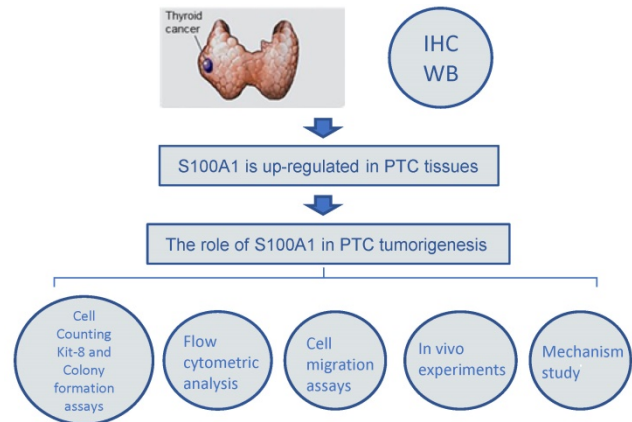 Thyroid
cancer
IHC
WB
S100A1 is up-regulated in PTC tissues
The role of S100A1 in PTC tumorigenesis
Cell
Counting
Kit-8 and
Colony
formation
assays
Flow
cytometric
analysis
Cell
migration
assays
In vivo
experiments
Mechanism
study